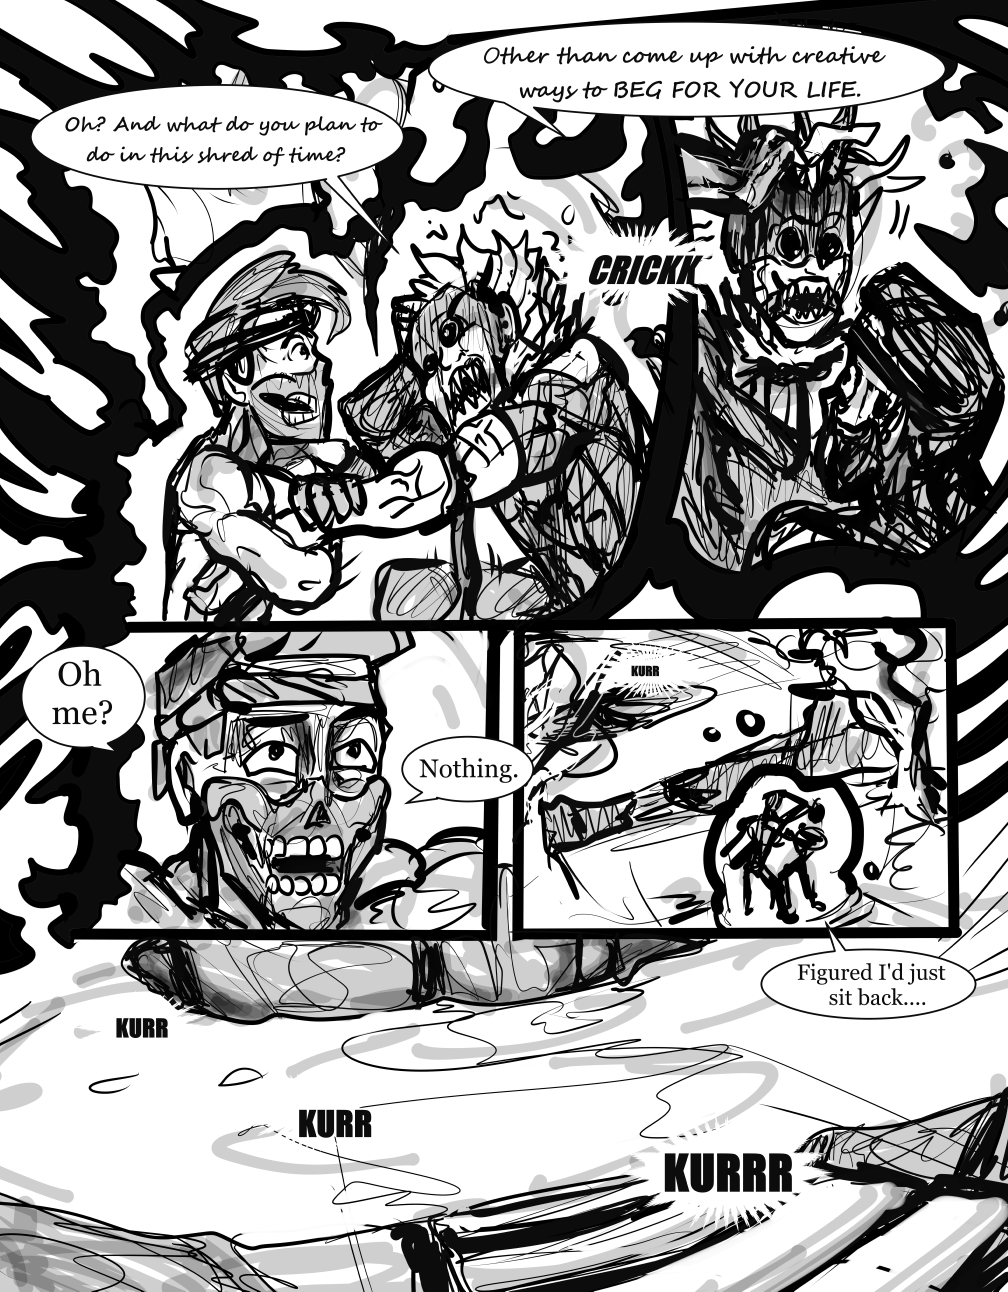 Oh? And what do you plan to
do in this shred of time?
Other than come up with creative
ways to BEG FOR YOUR LIFE.
CRICKK
Oh
me?
Nothing.
KURR
Figured I'd just
sit back....
KURR
KURR
KURRR